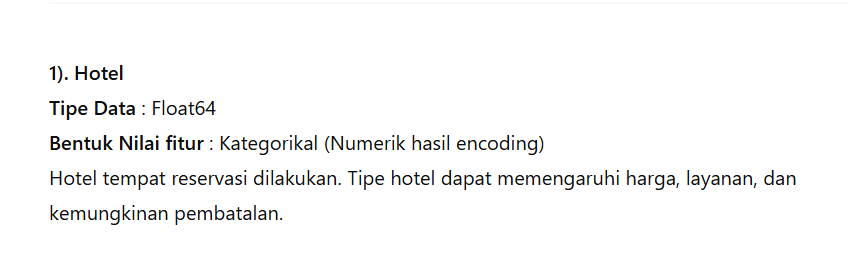 1). Hotel
Tipe Data : Float64
Bentuk Nilai fitur : Kategorikal (Numerik hasil encoding)
Hotel tempat reservasi dilakukan. Tipe hotel dapat memengaruhi harga, layanan, dan
kemungkinan pembatalan.